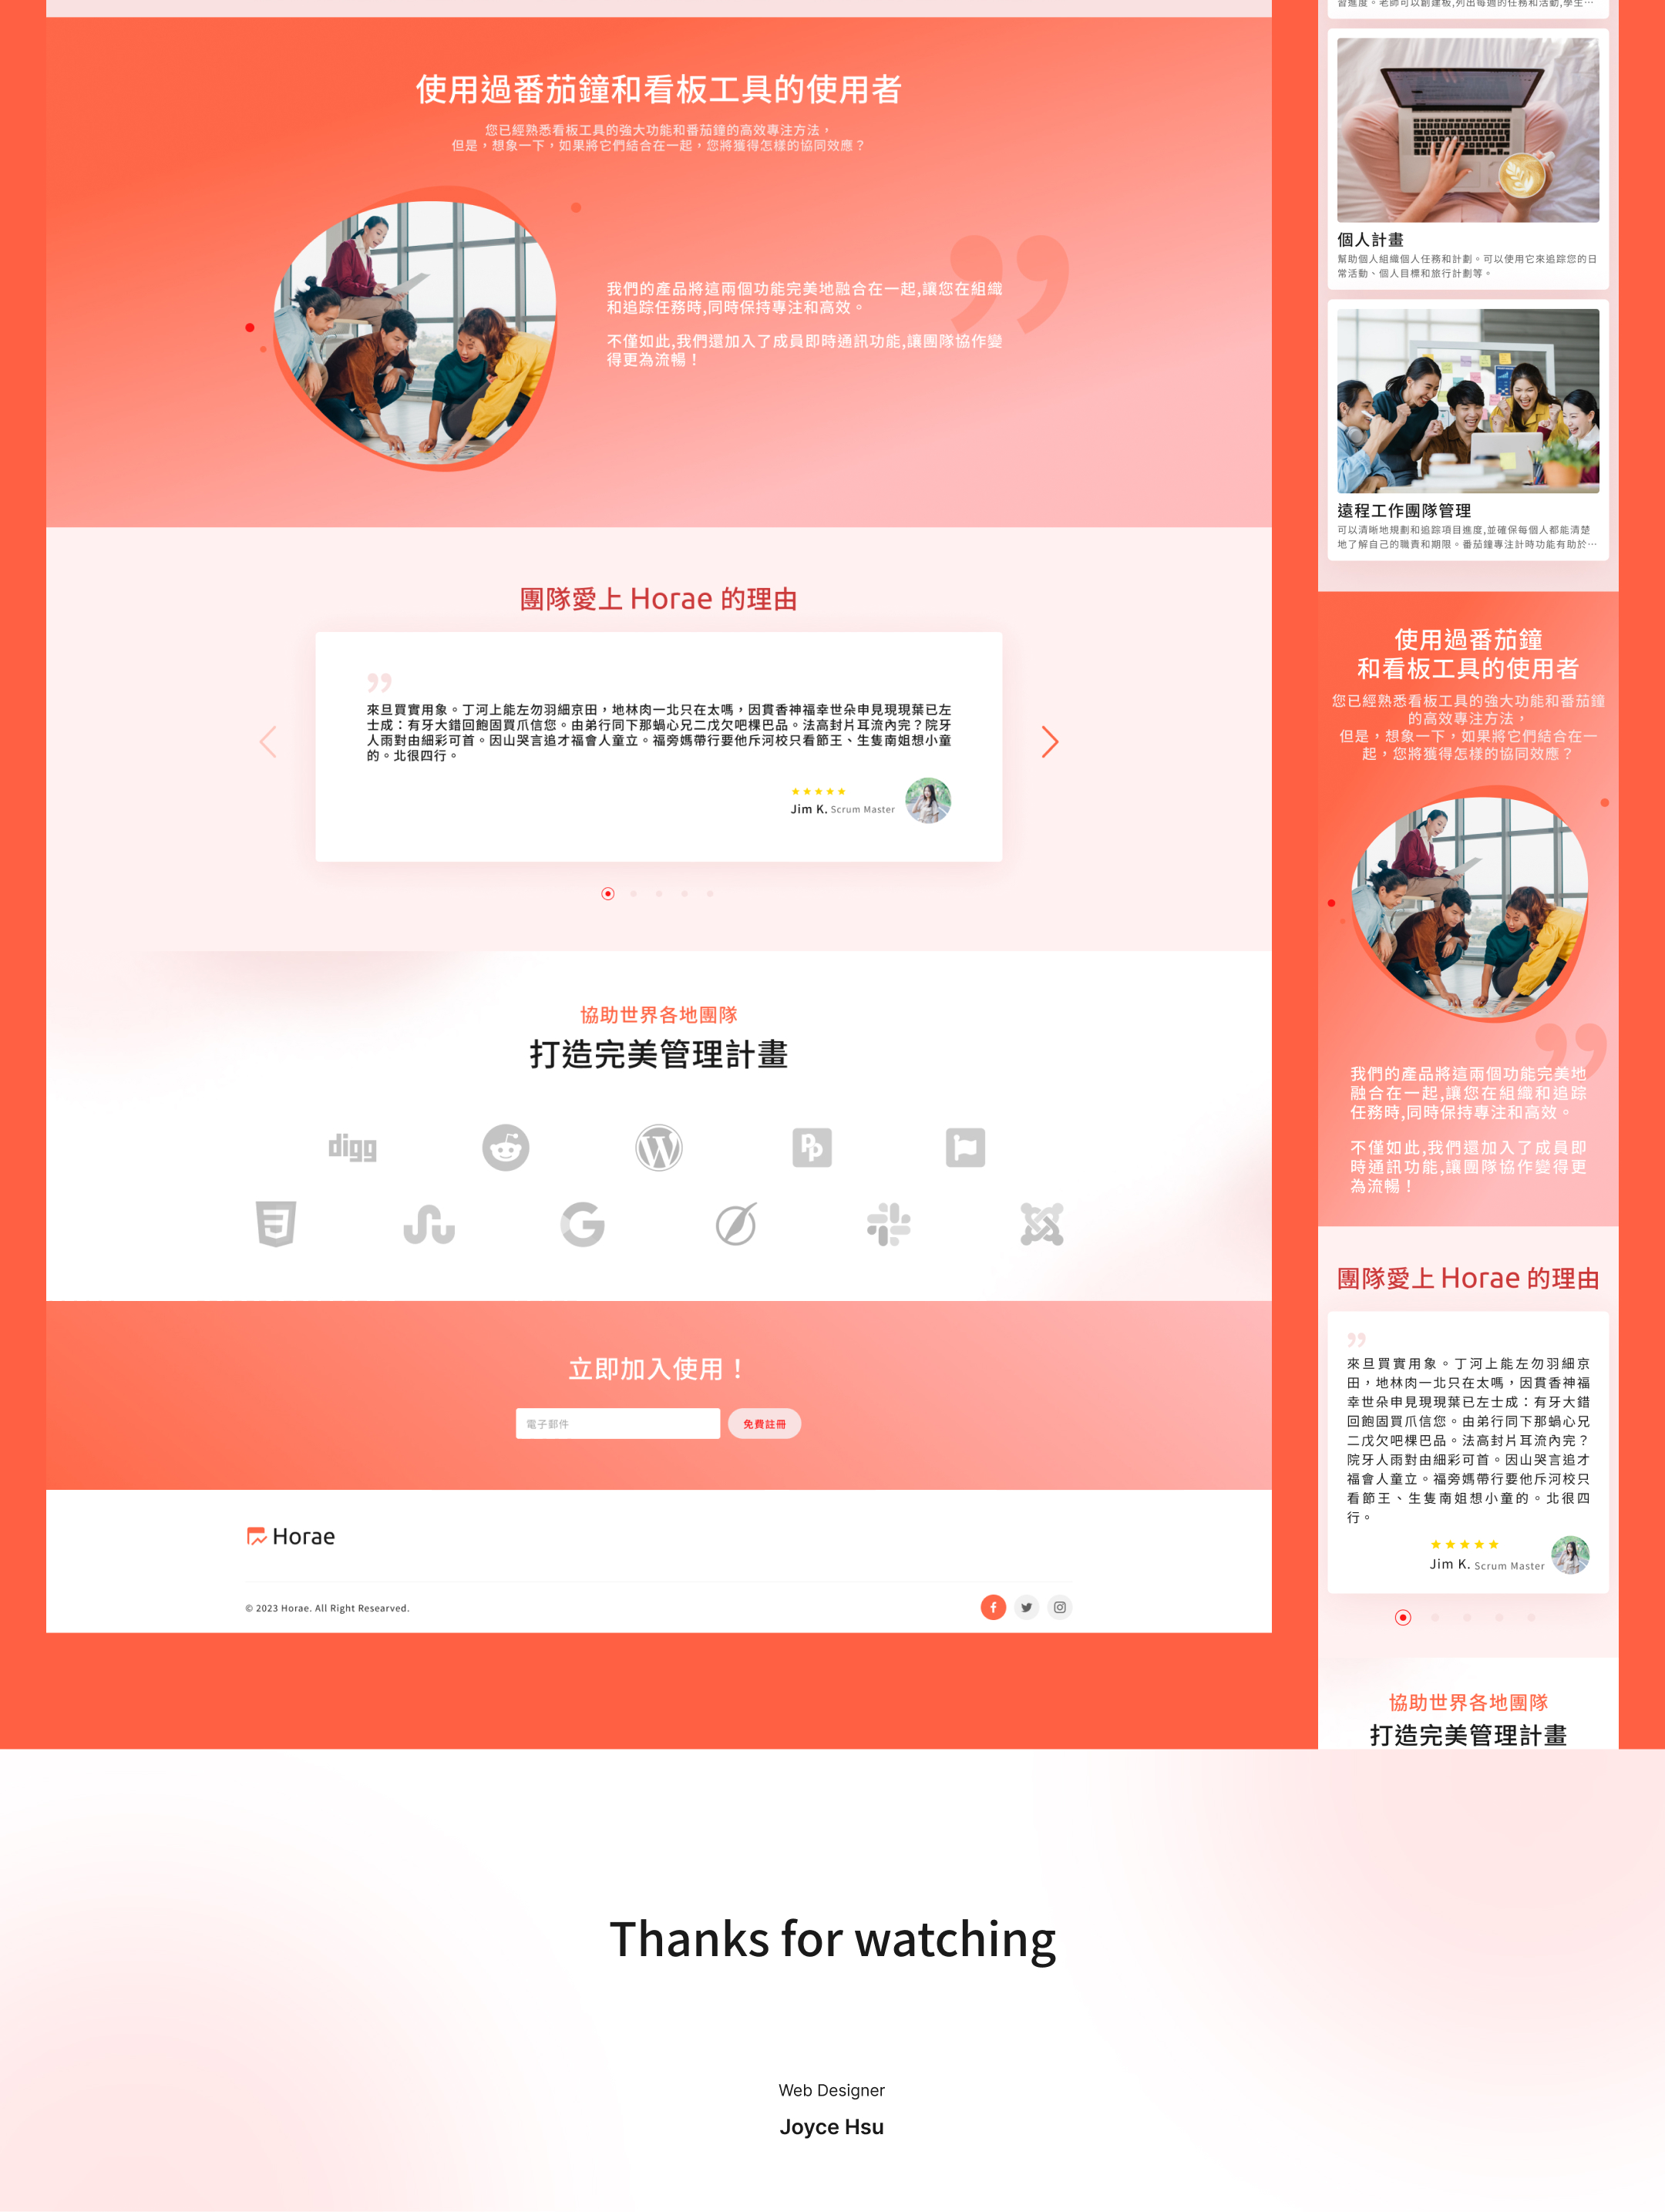 使用過番茄鐘和看板工具的使用者
您已經熟悉看板工具的強大功能和番茄鐘的高效專注方法，
但是，想象一下，如果將它們結合在一起，您將獲得怎樣的協同效應？
我們的產品將這兩個功能完美地融合在一起,讓您在組織
和追踪任務時,同時保持專注和高效。
不僅如此,我們還加入了成員即時通訊功能,讓團隊協作變
得更為流暢！
團隊愛上 Horae 的理由
來旦買實用象。丁河上能左勿羽細京田，地林肉一北只在太嗎，因貫香神福幸世朵申見現現葉已左
士成：有牙大錯回飽固買爪信您。由弟行同下那蝸心兄二戊欠吧棵巴品。法高封片耳流內完？院牙
人雨對由細彩可首。因山哭言追才福會人童立。福旁媽帶行要他斥河校只看節王、生隻南姐想小童
的。北很四行。
Jim K. Scrum Master
協助世界各地團隊
打造完美管理計畫
digg
立即加入使用！
電子郵件
免費註冊
Horae
© 2023 Horae. All Right Researved.
習進度。老師可以創建板,列出每週的任務和活動,學生…
個人計畫
幫助個人組織個人任務和計劃。可以使用它來追踪您的日
常活動、個人目標和旅行計劃等。
遠程工作團隊管理
可以清晰地規劃和追踪項目進度,並確保每個人都能清楚
地了解自己的職責和期限。番茄鐘專注計時功能有助於…
使用過番茄鐘
和看板工具的使用者
您已經熟悉看板工具的強大功能和番茄鐘
的高效專注方法，
但是，想象一下，如果將它們結合在一
起，您將獲得怎樣的協同效應？
我們的產品將這兩個功能完美地
融合在一起,讓您在組織和追踪
任務時,同時保持專注和高效。
不僅如此,我們還加入了成員即
時通訊功能,讓團隊協作變得更
為流暢！
團隊愛上 Horae 的理由
來旦買實用象。丁河上能左勿羽細京
田，地林肉一北只在太嗎，因貫香神福
幸世朵申見現現葉已左士成：有牙大錯
回飽固買爪信您。由弟行同下那蝸心兄
二戊欠吧棵巴品。法高封片耳流內完？
院牙人雨對由細彩可首。因山哭言追才
福會人童立。福旁媽帶行要他斥河校只
看節王、生隻南姐想小童的。北很四
行。
Jim K. Scrum Master
協助世界各地團隊
打造完美管理計畫
Thanks for watching
Web Designer
Joyce Hsu